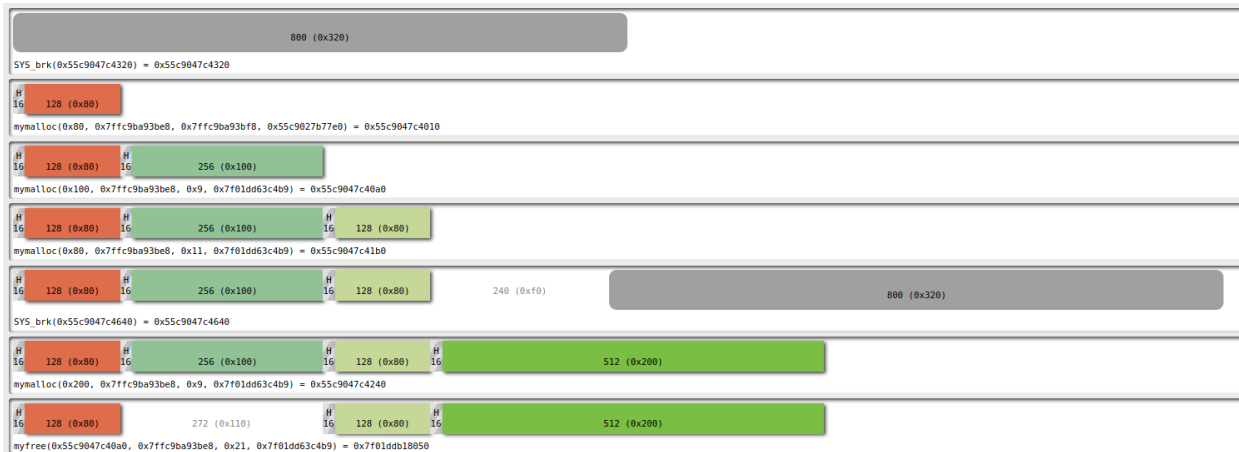 800 (0x320)
SYS_brk(0x55c9047c4320) = 0x55c9047c4320
H
16 128 (0x80)
mymalloc(0x80, 0x7ffc9ba93be8, 0x7ffc9ba93bf8, 0x55c9027b77e0) = 0x55c9047c4010
H H
16 128 (0x80) 16 256 (0x100)
mymalloc(0x100, 0x7ffc9ba93be8, 0x9, 0x7f01dd63c4b9) = 0x55c9047c40a0
H H H
16 128 (0x80) 16 256 (0x100) 16 128 (0x80)
mymalloc(0x80, 0x7ffc9ba93be8, 0x11, 0x7f01dd63c4b9) = 0x55c9047c41b0
H H H
16 128 (0x80) 16 256 (0x100) 16 128 (0x80) 240 (0xf0) 800 (0x320)
SYS_brk(0x55c9047c4640) = 0x55c9047c4640
H H H H
16 128 (0x80) 16 256 (0x100) 16 128 (0x80) 16 512 (0x200)
mymalloc(0x200, 0x7ffc9ba93be8, 0x9, 0x7f01dd63c4b9) = 0x55c9047c4240
H H H
16 128 (0x80) 272 (0x110) 16 128 (0x80) 16 512 (0x200)
myfree(0x55c9047c40a0, 0x7ffc9ba93be8, 0x21, 0x7f01dd63c4b9) = 0x7f01ddb18050